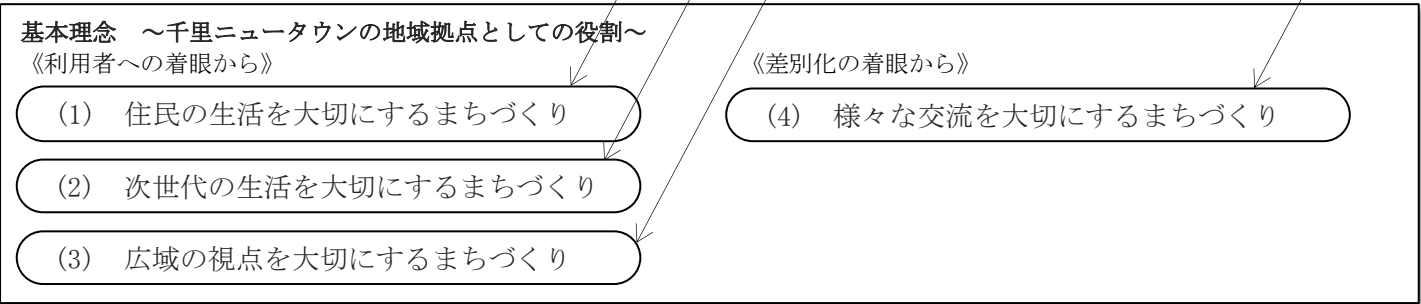 基本理念　～千里ニュータウンの地域拠点としての役割～
《利用者への着眼から》
(1)　住民の生活を大切にするまちづくり
(2)　次世代の生活を大切にするまちづくり
(3)　広域の視点を大切にするまちづくり
《差別化の着眼から》
(4)　様々な交流を大切にするまちづくり